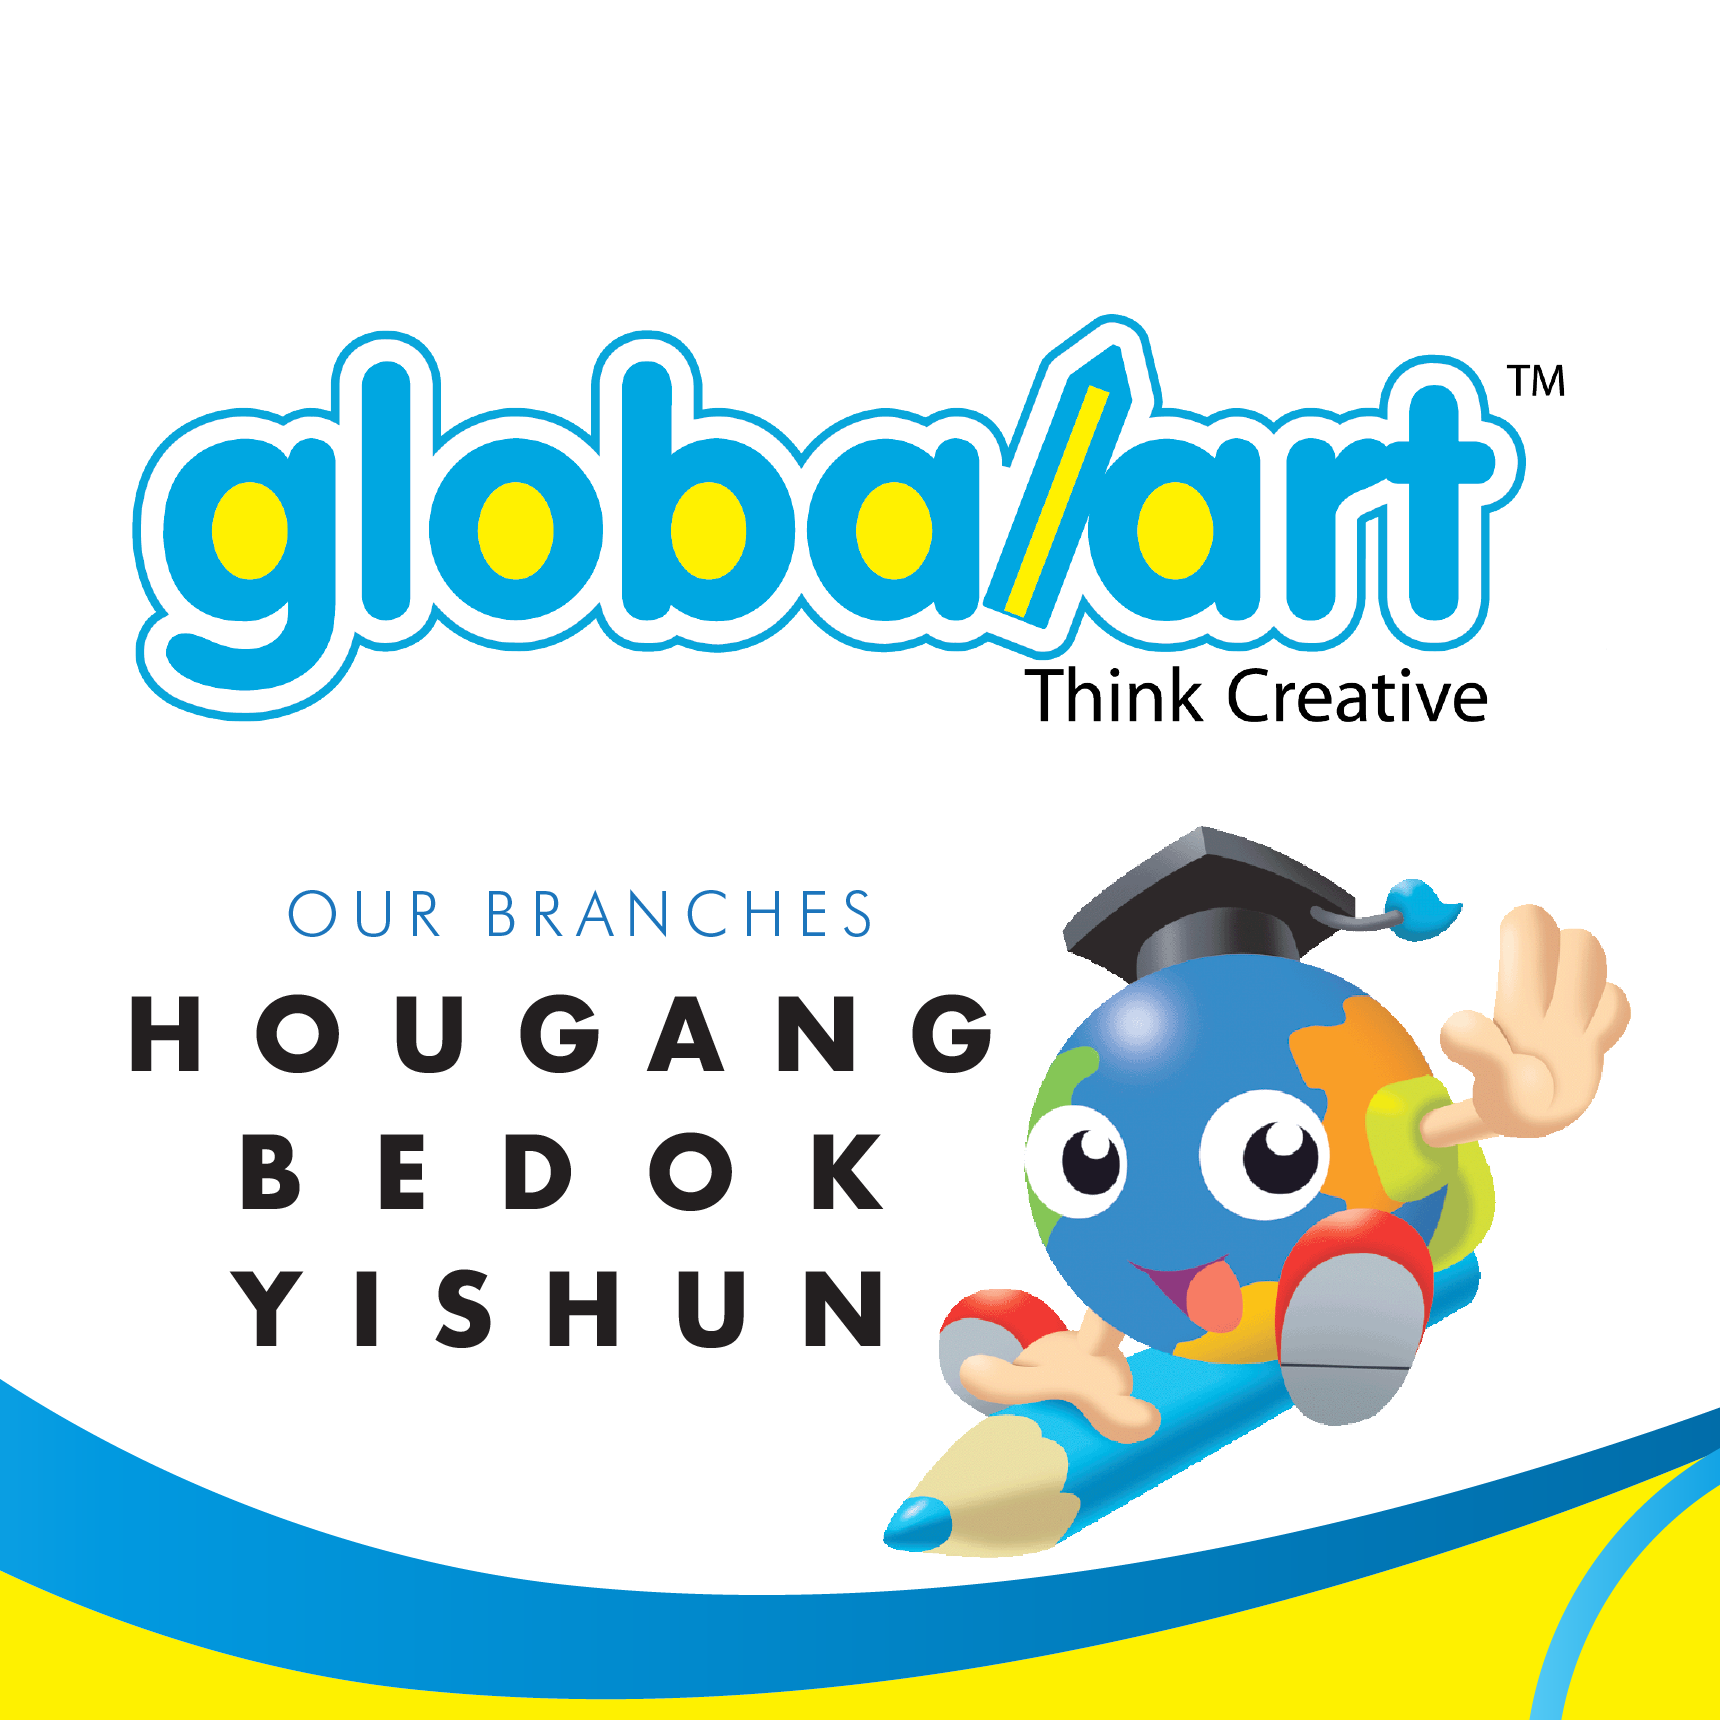 globalart™
Think Creative
OUR BRANCHES
HOUGANG
BEDOK
YISHUN